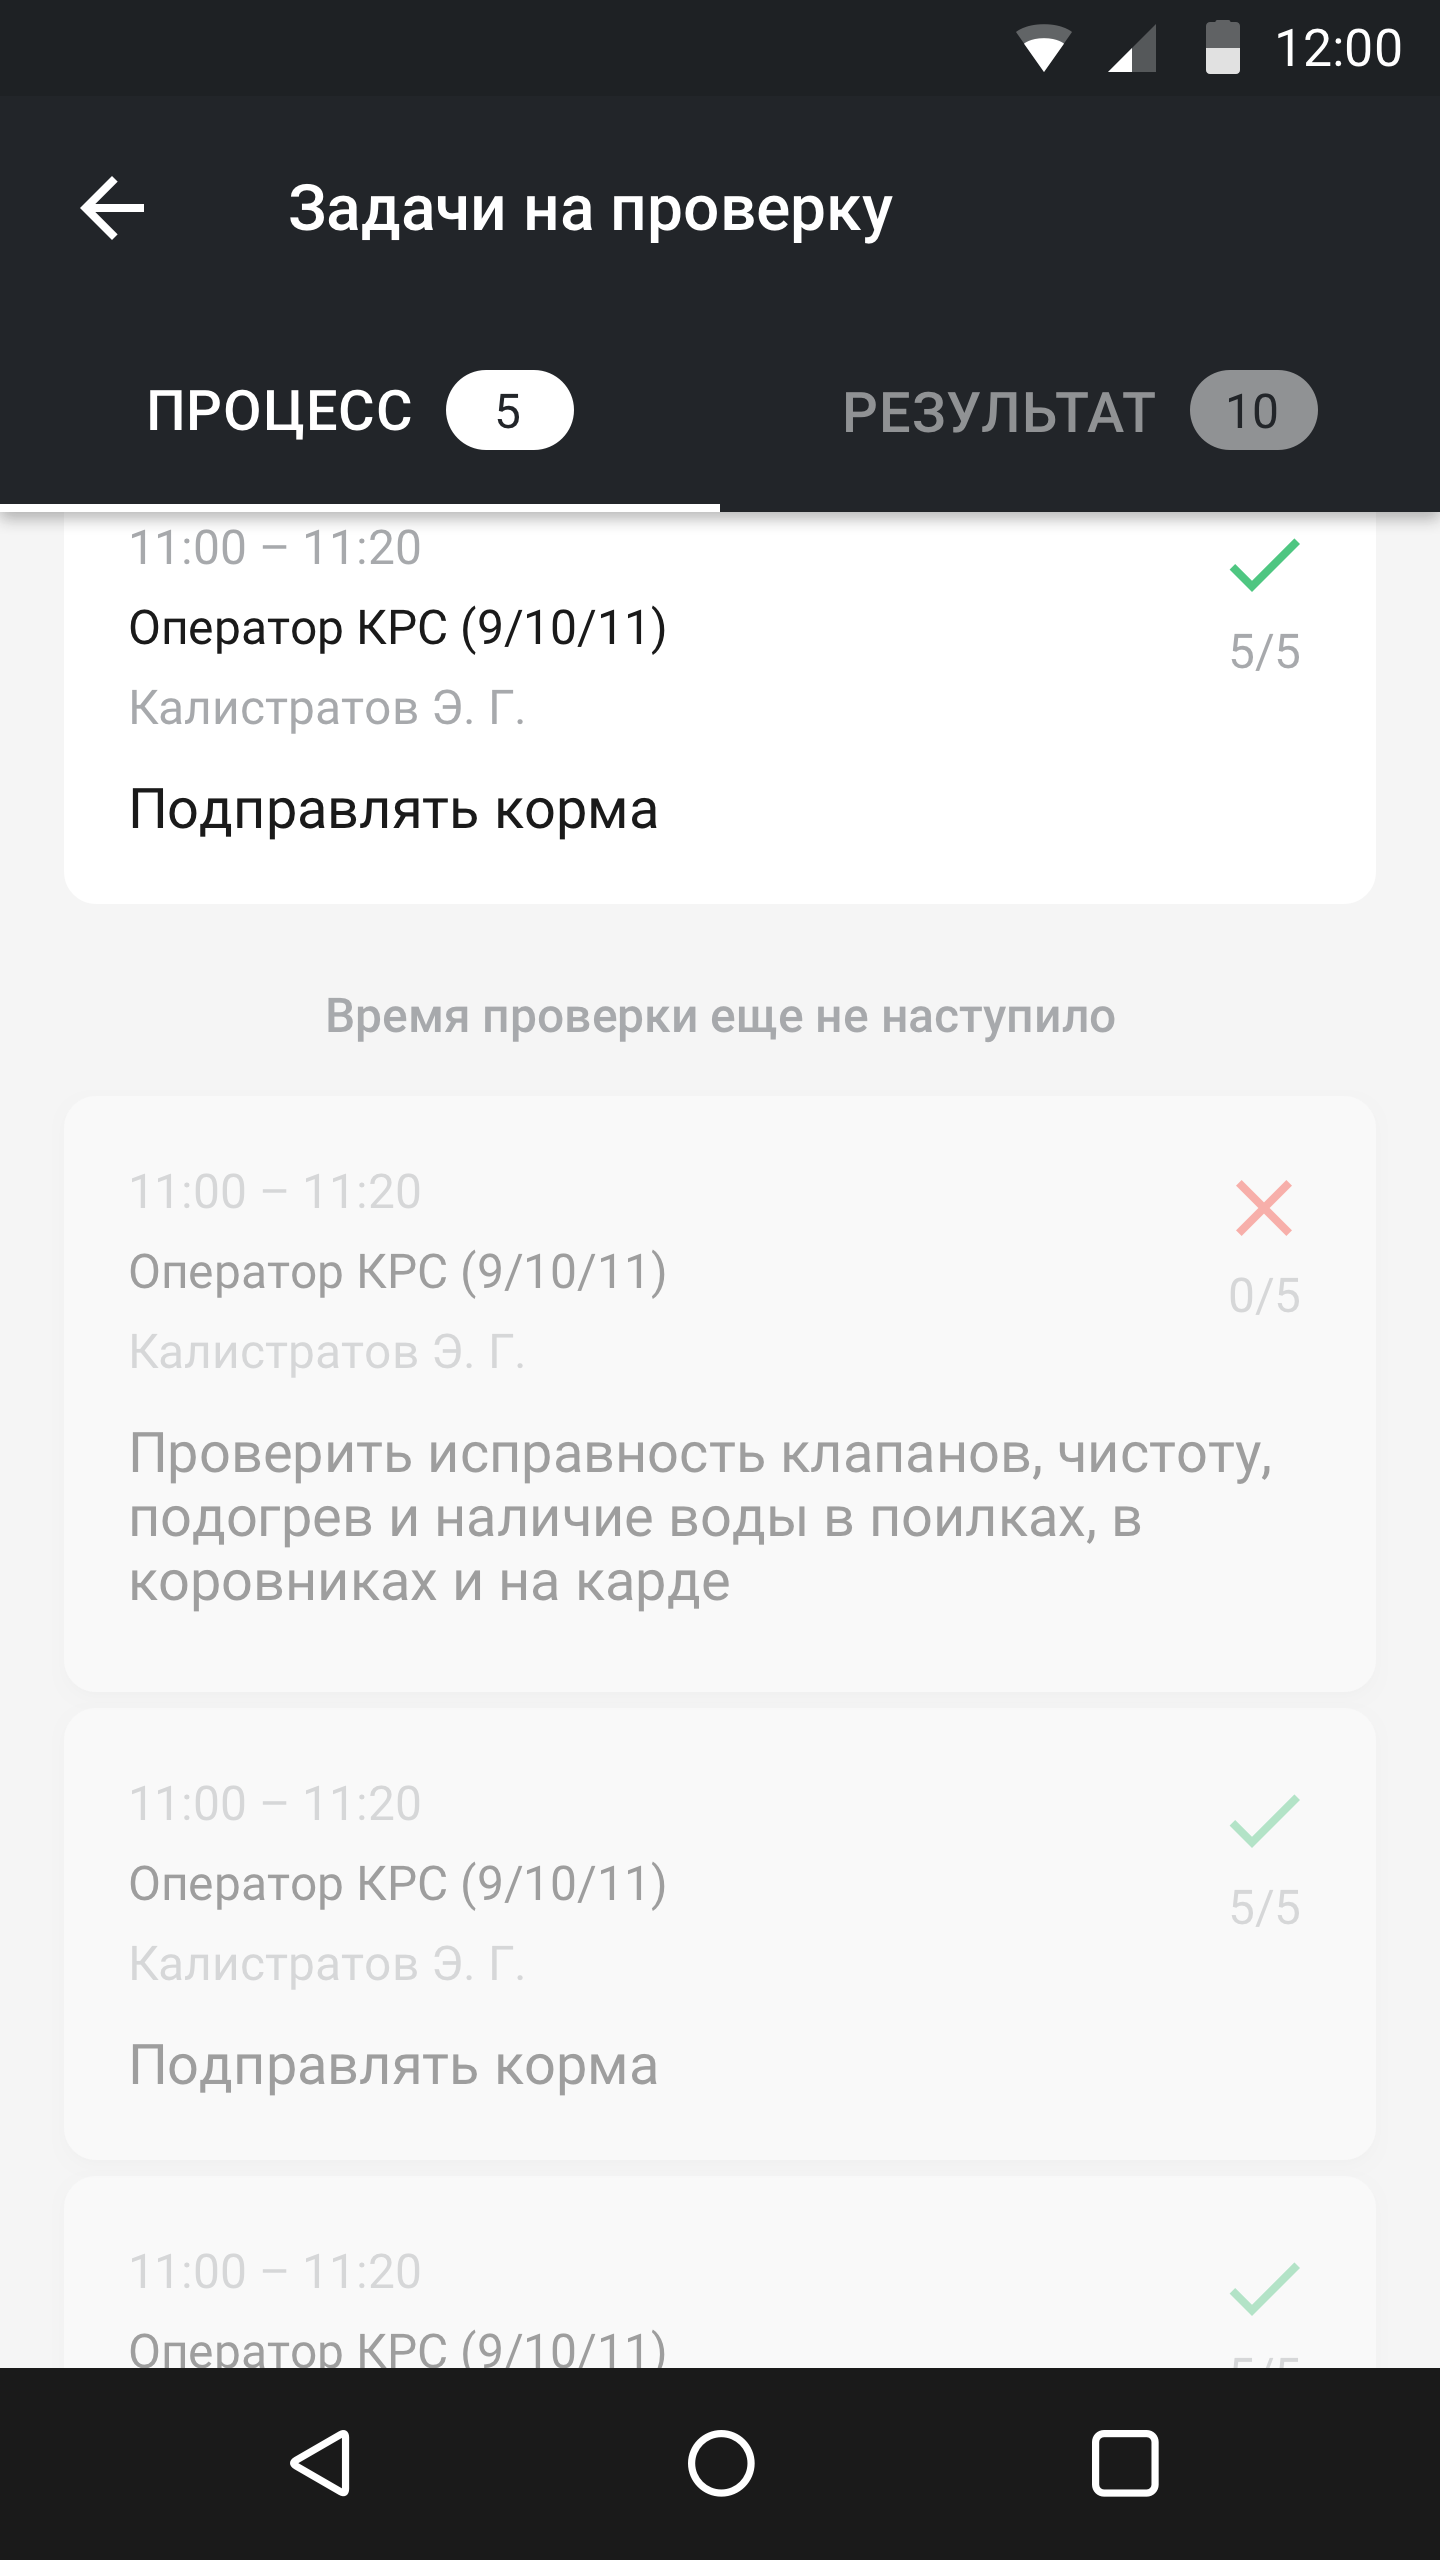 12:00
Задачи на проверку
ПРОЦЕСС 5
РЕЗУЛЬТАТ 10
11:00 – 11:20
Оператор КРС (9/10/11)
5/5
Калистратов Э. Г.
Подправлять корма
Время проверки еще не наступило
11:00 – 11:20
Оператор КРС (9/10/11)
0/5
Калистратов Э. Г.
Проверить исправность клапанов, чистоту,
подогрев и наличие воды в поилках, в
коровниках и на карде
11:00 – 11:20
Оператор КРС (9/10/11)
5/5
Калистратов Э. Г.
Подправлять корма
11:00 – 11:20
Оператор КРС (9/10/11)